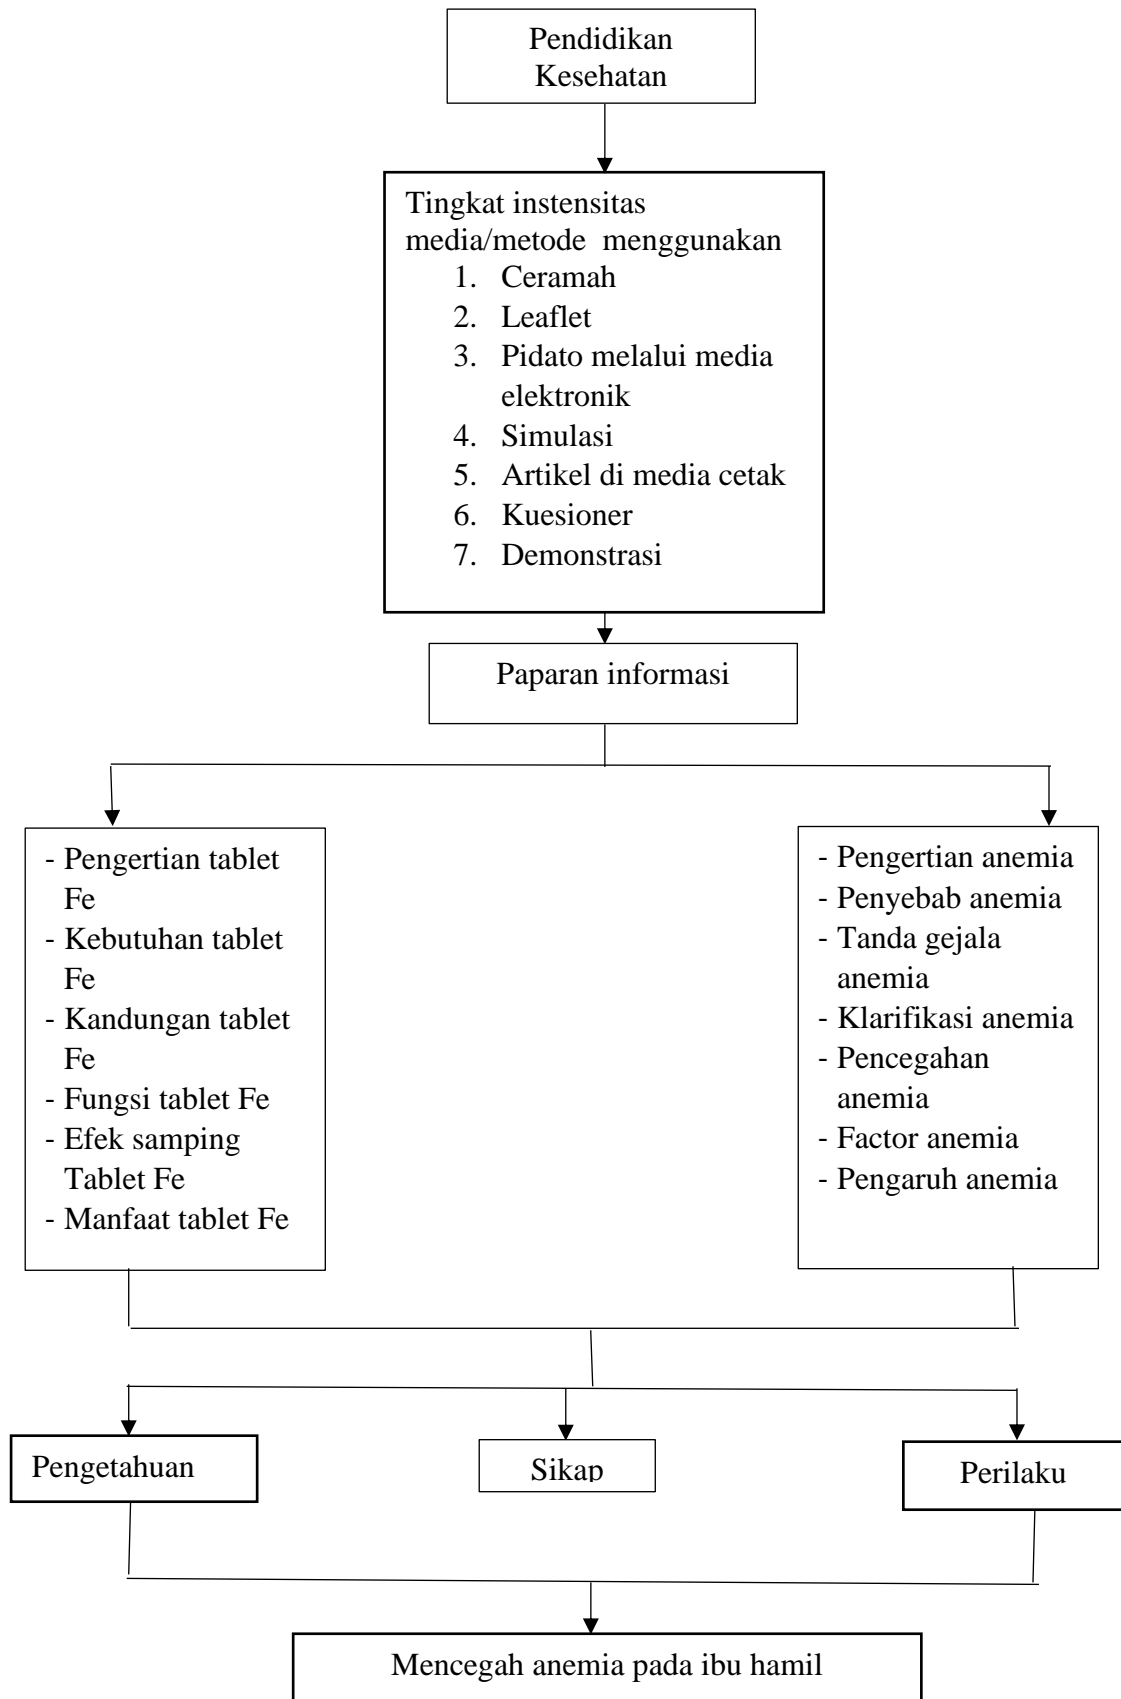 Pendidikan
Kesehatan
Tingkat instensitas
media/metode menggunakan
1. Ceramah
2. Leaflet
3. Pidato melalui media
elektronik
4. Simulasi
5. Artikel di media cetak
6. Kuesioner
7. Demonstrasi
Paparan informasi
- Pengertian tablet
Fe
- Kebutuhan tablet
Fe
- Kandungan tablet
Fe
- Fungsi tablet Fe
- Efek samping
Tablet Fe
- Manfaat tablet Fe
- Pengertian anemia
- Penyebab anemia
- Tanda gejala
anemia
- Klarifikasi anemia
- Pencegahan
anemia
- Factor anemia
- Pengaruh anemia
Pengetahuan
Sikap
Perilaku
Mencegah anemia pada ibu hamil